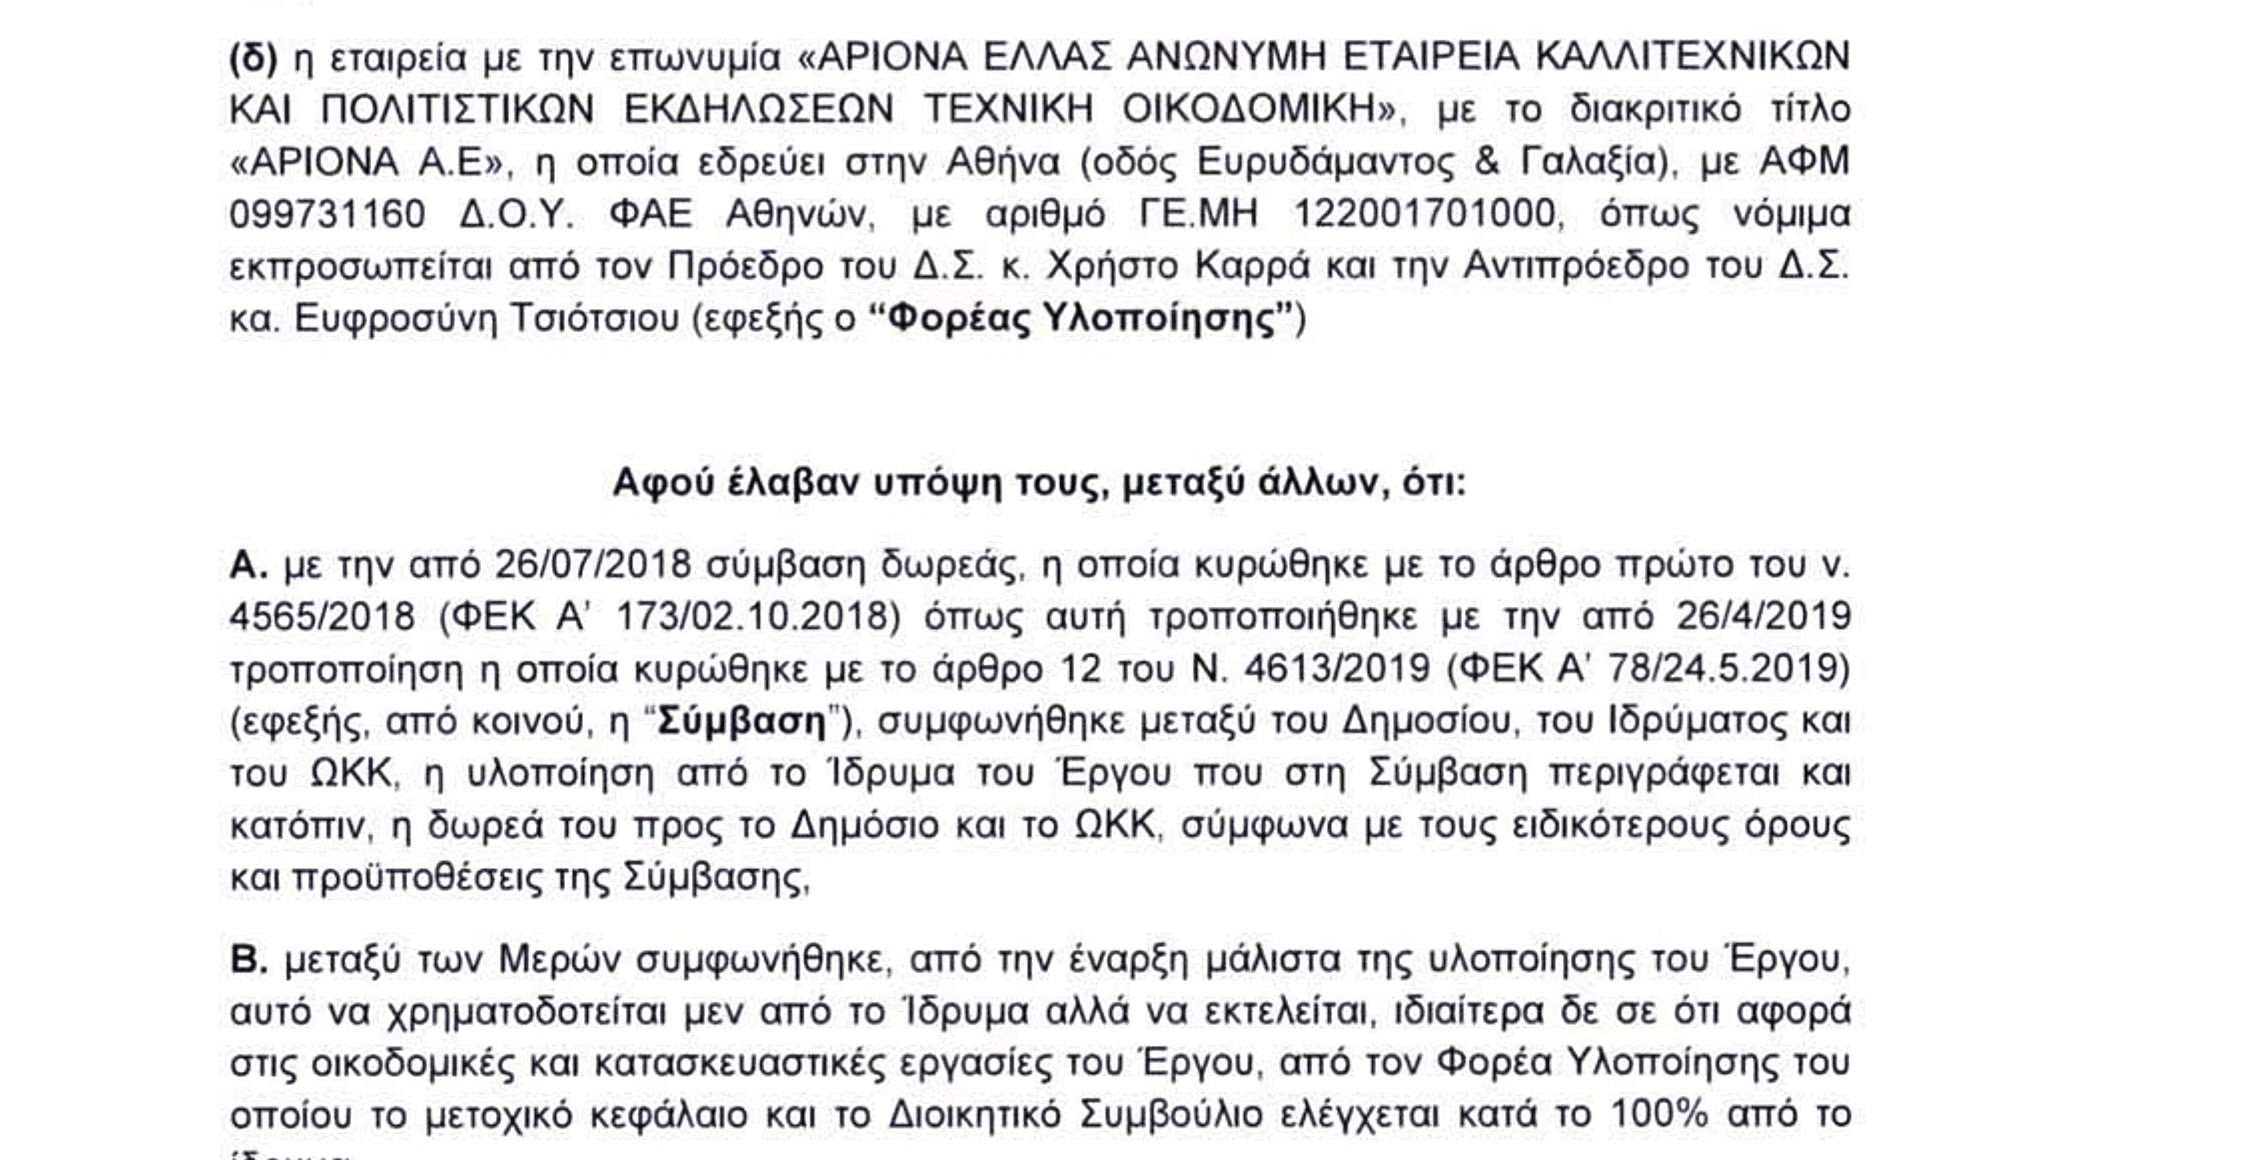 (δ) η εταιρεία με την επωνυμία «ΑΡΙΟΝΑ ΕΛΛΑΣ ΑΝΩΝΥΜΗ ΕΤΑΙΡΕΙΑ ΚΑΛΛΙΤΕΧΝΙΚΩΝ
ΚΑΙ ΠΟΛΙΤΙΣΤΙΚΩΝ ΕΚΔΗΛΩΣΕΩΝ ΤΕΧΝΙΚΗ ΟΙΚΟΔΟΜΙΚΗ», με το διακριτικό τίτλο
«ΑΡΙΟΝΑ Α.Ε», η οποία εδρεύει στην Αθήνα (οδός Ευρυδάμαντος & Γαλαξία), με ΑΦΜ
099731160 Δ.Ο.Υ. ΦΑΕ Αθηνών, με αριθμό ΓΕ.ΜΗ 122001701000, όπως νόμιμα
εκπροσωπείται από τον Πρόεδρο του Δ.Σ. κ. Χρήστο Καρρά και την Αντιπρόεδρο του Δ.Σ.
κα. Ευφροσύνη Τσιότσιου (εφεξής ο “Φορέας Υλοποίησης”)
Αφού έλαβαν υπόψη τους, μεταξύ άλλων, ότι:
Α. με την από 26/07/2018 σύμβαση δωρεάς, η οποία κυρώθηκε με το άρθρο πρώτο του ν.
4565/2018 (ΦΕΚ Α’ 173/02.10.2018) όπως αυτή τροποποιήθηκε με την από 26/4/2019
τροποποίηση η οποία κυρώθηκε με το άρθρο 12 του Ν. 4613/2019 (ΦΕΚ Α’ 78/24.5.2019)
(εφεξής, από κοινού, η “Σύμβαση”), συμφωνήθηκε μεταξύ του Δημοσίου, του Ιδρύματος και
του ΩΚΚ, η υλοποίηση από το Ίδρυμα του Έργου που στη Σύμβαση περιγράφεται και
κατόπιν, η δωρεά του προς το Δημόσιο και το ΩΚΚ, σύμφωνα με τους ειδικότερους όρους
και προϋποθέσεις της Σύμβασης,
Β. μεταξύ των Μερών συμφωνήθηκε, από την έναρξη μάλιστα της υλοποίησης του Έργου,
αυτό να χρηματοδοτείται μεν από το Ίδρυμα αλλά να εκτελείται, ιδιαίτερα δε σε ότι αφορά
στις οικοδομικές και κατασκευαστικές εργασίες του Έργου, από τον Φορέα Υλοποίησης του
οποίου το μετοχικό κεφάλαιο και το Διοικητικό Συμβούλιο ελέγχεται κατά το 100% από το